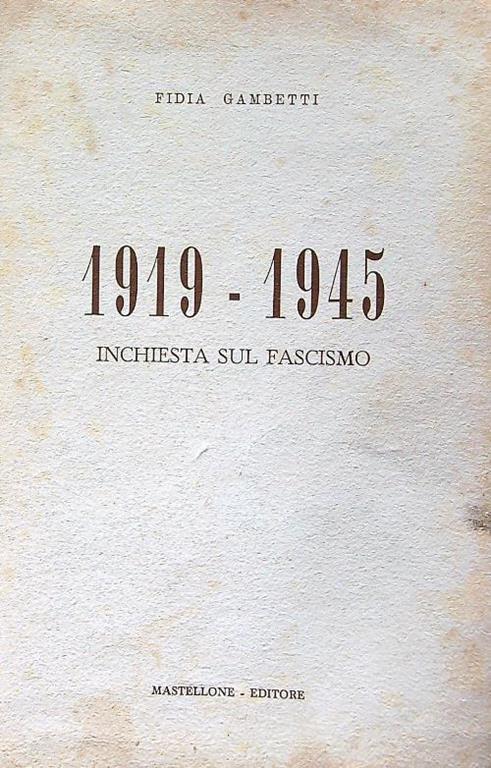 FIDIA GAMBETTI
1919 - 1945
INCHIESTA SUL FASCISMO
MASTELLONE - EDITORE